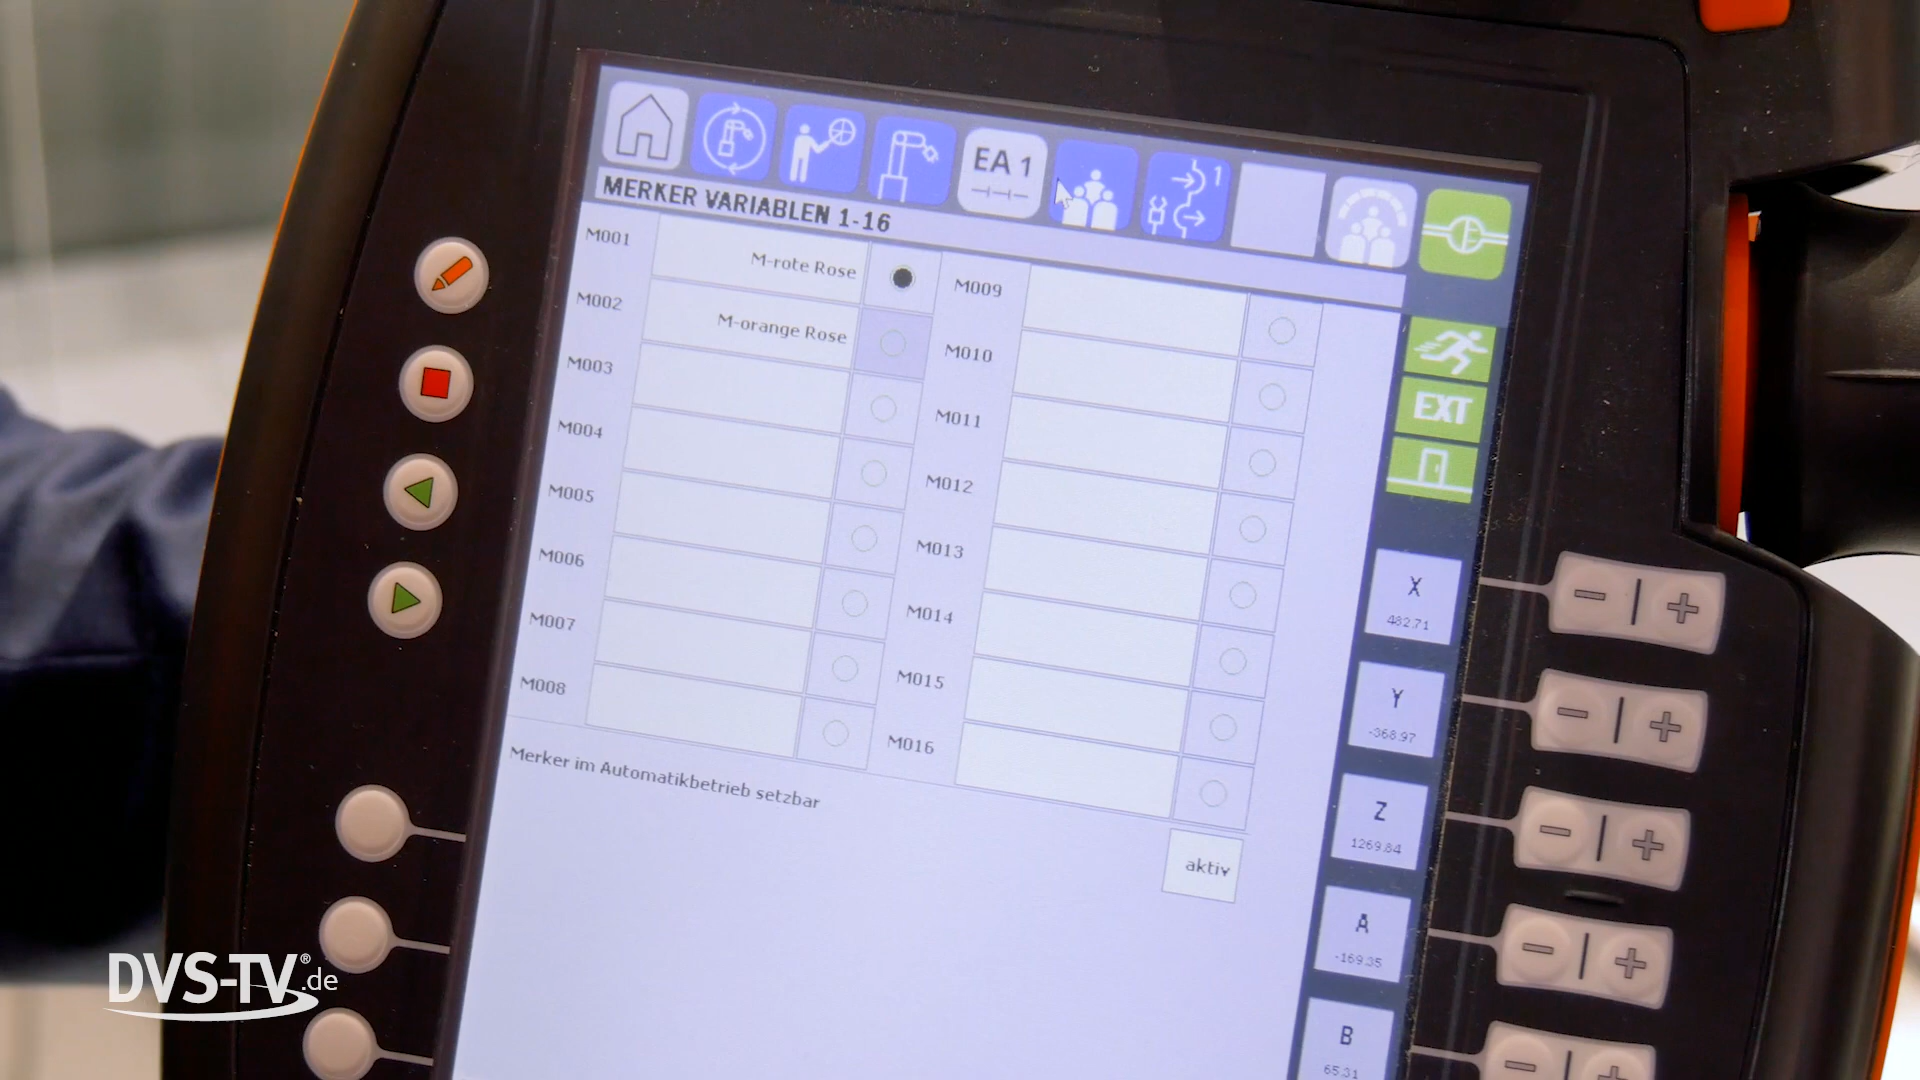 EA 1
1
MERKER VARIABLEN 1-16
M001 M-rote Rose
M002 M-orange Rose
M003
M004
M005
M006
M007
M008
M009
M010
M011
M012
M013
M014
M015
M016
Merker im Automatikbetrieb setzbar
aktiv
EXT
X
482.71
Y
-368.97
Z
1269.84
A
-169.35
B
65.31
DVS-TV®.de